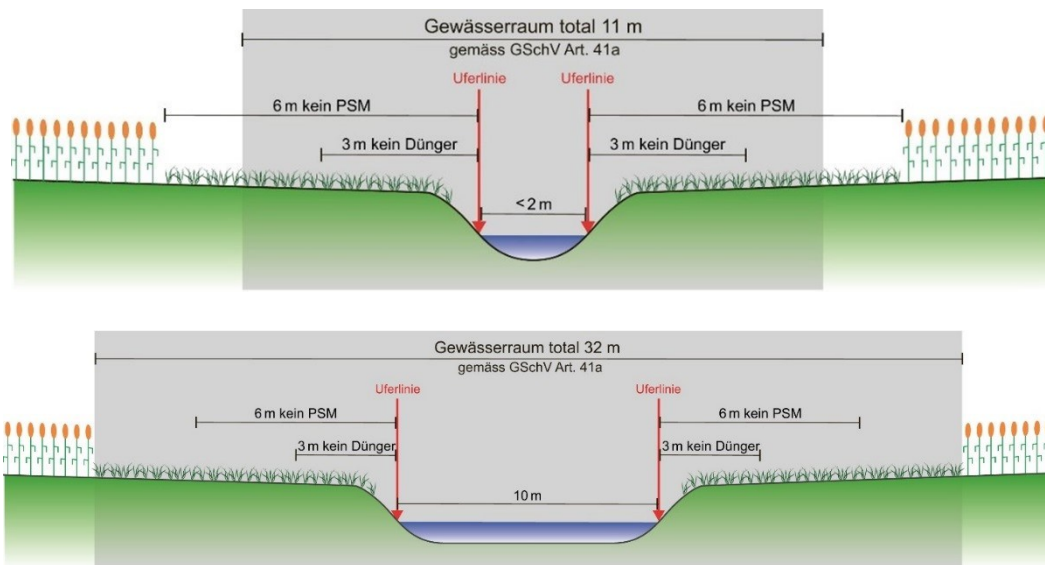 Gewässerraum total 11 m
gemäss GSchV Art. 41a
Uferlinie Uferlinie
6 m kein PSM 6 m kein PSM
3 m kein Dünger 3 m kein Dünger
< 2 m
Gewässerraum total 32 m
gemäss GSchV Art. 41a
Uferlinie Uferlinie
6 m kein PSM 6 m kein PSM
3 m kein Dünger 3 m kein Dünger
10 m